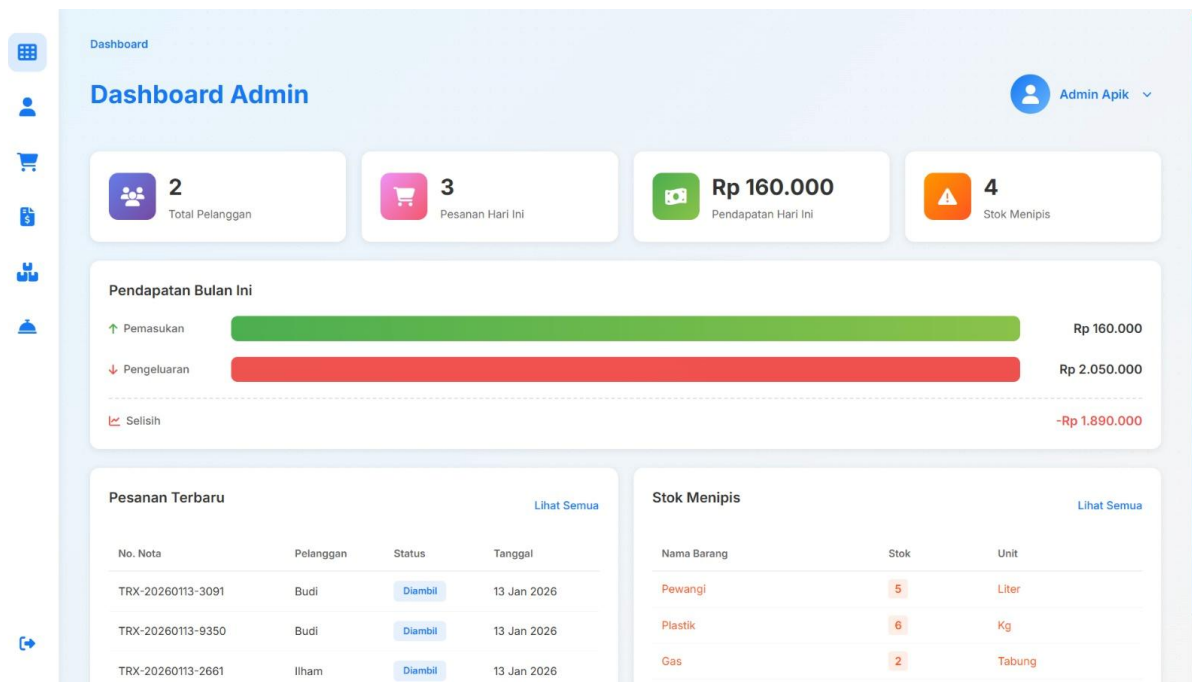 Dashboard
Dashboard Admin
Admin Apik
2
Total Pelanggan
3
Pesanan Hari Ini
Rp 160.000
Pendapatan Hari Ini
4
Stok Menipis
Pendapatan Bulan Ini
Pemasukan Rp 160.000
Pengeluaran Rp 2.050.000
Selisih -Rp 1.890.000
Pesanan Terbaru Lihat Semua
No. Nota Pelanggan Status Tanggal
TRX-20260113-3091 Budi Diambil 13 Jan 2026
TRX-20260113-9350 Budi Diambil 13 Jan 2026
TRX-20260113-2661 Ilham Diambil 13 Jan 2026
Stok Menipis Lihat Semua
Nama Barang Stok Unit
Pewangi 5 Liter
Plastik 6 Kg
Gas 2 Tabung